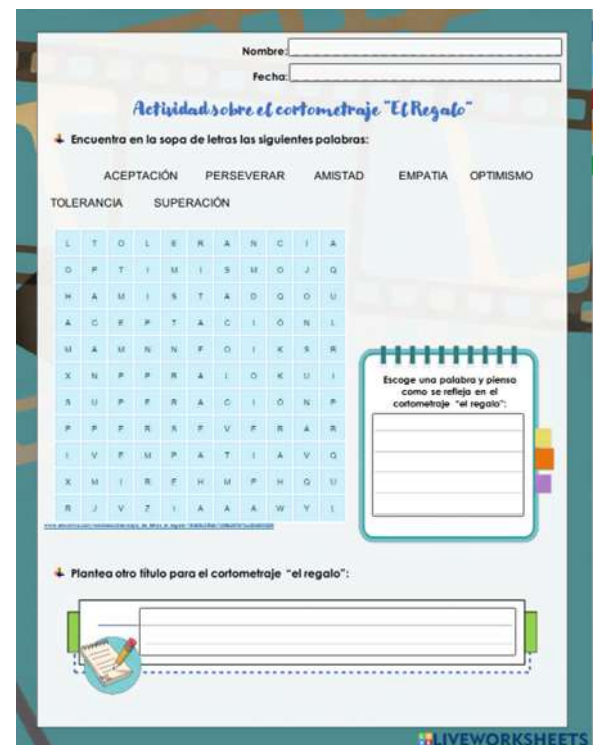 Nombre:
Fecha:
Actividad sobre el cortometraje "El Regalo"
Encuentra en la sopa de letras las siguientes palabras:
ACEPTACIÓN PERSEVERAR AMISTAD EMPATIA OPTIMISMO
TOLERANCIA SUPERACIÓN
L T O L E R A N C I A
O P T I M I S M O J Q
H A M I S T A D Q O U
A C E P T A C I Ó N L
M A M N N F O I K S R
X N P P R A L O K U I
S U P E R A C I Ó N P
P P E R S E V E R A R
I V E M P A T I A V Q
X M I R F H M P H Q U
R J V Z I A A A W Y L
Escoge una palabra y pienso
como se refleja en el
cortometraje "el regalo":
Plantea otro título para el cortometraje "el regalo":
LIVEWORKSHEETS